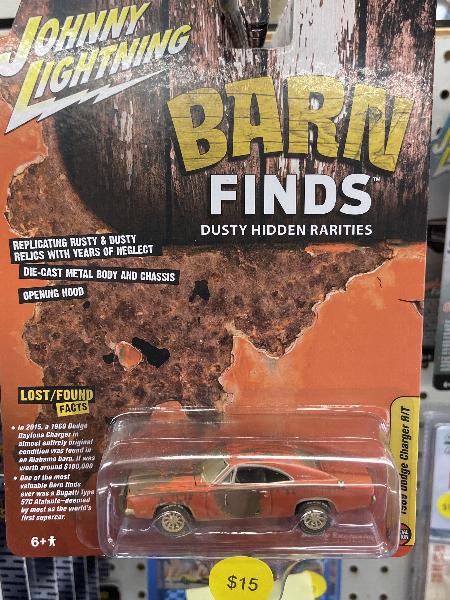 JOHNNY
LIGHTNING
BARN
FINDS™
DUSTY HIDDEN RARITIES
REPLICATING RUSTY & DUSTY
RELICS WITH YEARS OF NEGLECT
DIE-CAST METAL BODY AND CHASSIS
OPENING HOOD
LOST/FOUND
FACTS
• In 2015, a 1969 Dodge
Daytona Charger in
almost entirely original
condition was found in
an Alabama barn. It was
worth around $180,000
• One of the most
valuable Barn finds
ever was a Bugatti Type
57C Atalante—deemed
by most as the world's
first supercar.
6+
1969 Dodge Charger R/T
$15